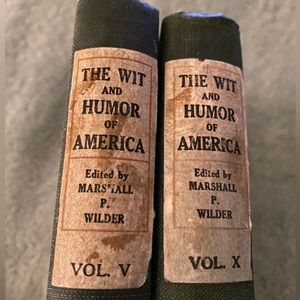 THE WIT
AND
HUMOR
OF
AMERICA
Edited by
MARSHALL
P.
WILDER
VOL. V
THE WIT
AND
HUMOR
OF
AMERICA
Edited by
MARSHALL
P.
WILDER
VOL. X